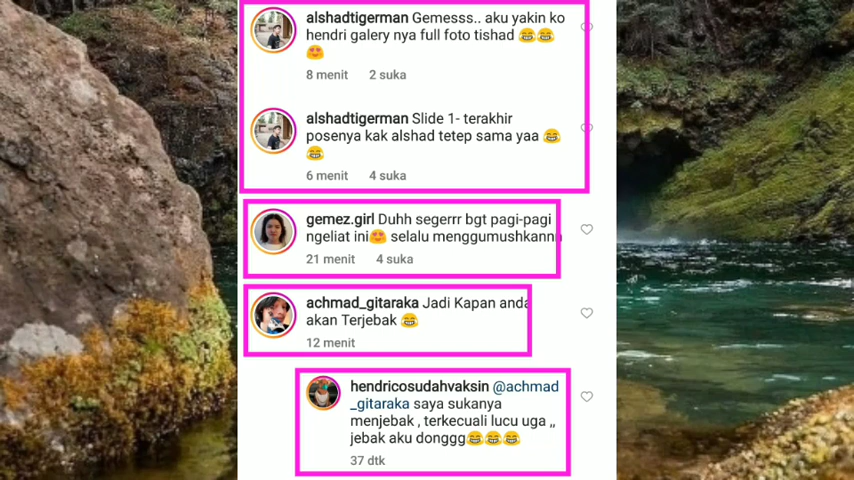 alshadtigerman Gemesss.. aku yakin ko
hendri galery nya full foto tishad 😂😂
😍
8 menit 2 suka
alshadtigerman Slide 1- terakhir
posenya kak alshad tetep sama yaa 😂
😂
6 menit 4 suka
gemez.girl Duhh segerrr bgt pagi-pagi
ngeliat ini😍 selalu menggumushkannn
21 menit 4 suka
achmad_gitaraka Jadi Kapan anda
akan Terjebak 😂
12 menit
hendricosudahvaksin @achmad
_gitaraka saya sukanya
menjebak , terkecuali lucu uga ,,
jebak aku donggg😂😂😂
37 dtk